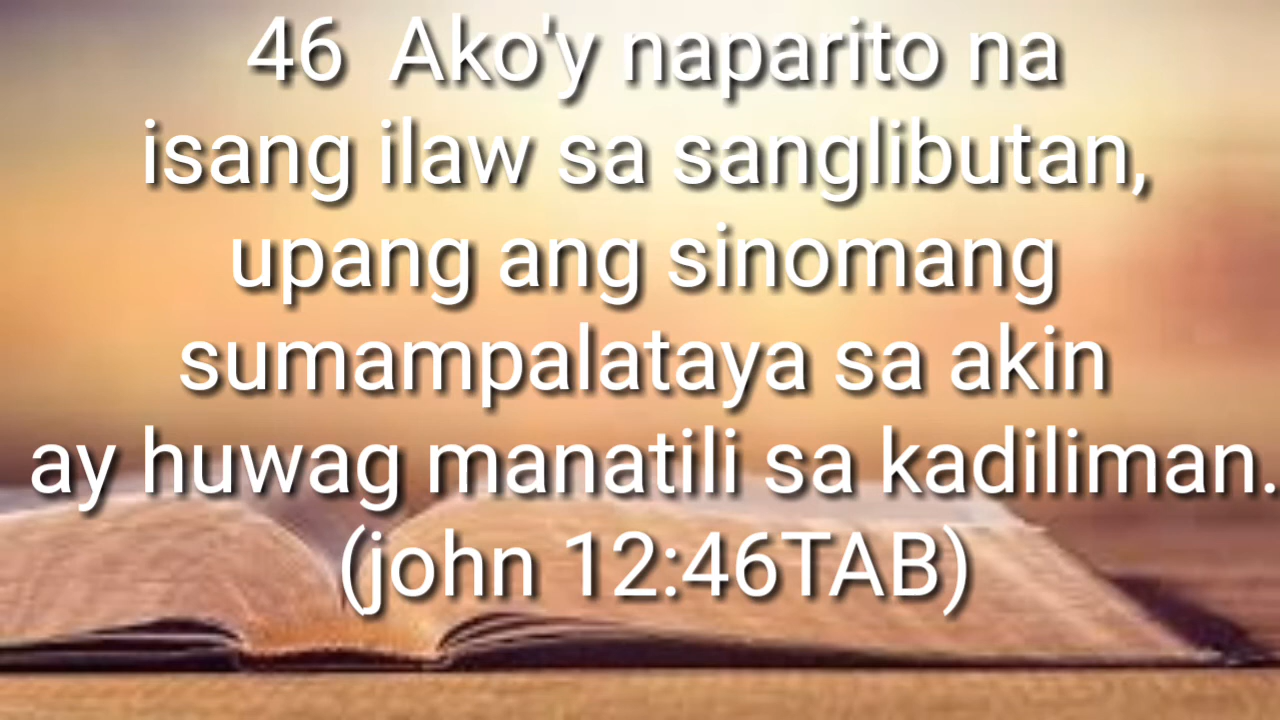 46  Ako'y naparito na
isang ilaw sa sanglibutan,
upang ang sinomang
sumampalataya sa akin
ay huwag manatili sa kadiliman.
(john 12:46TAB)